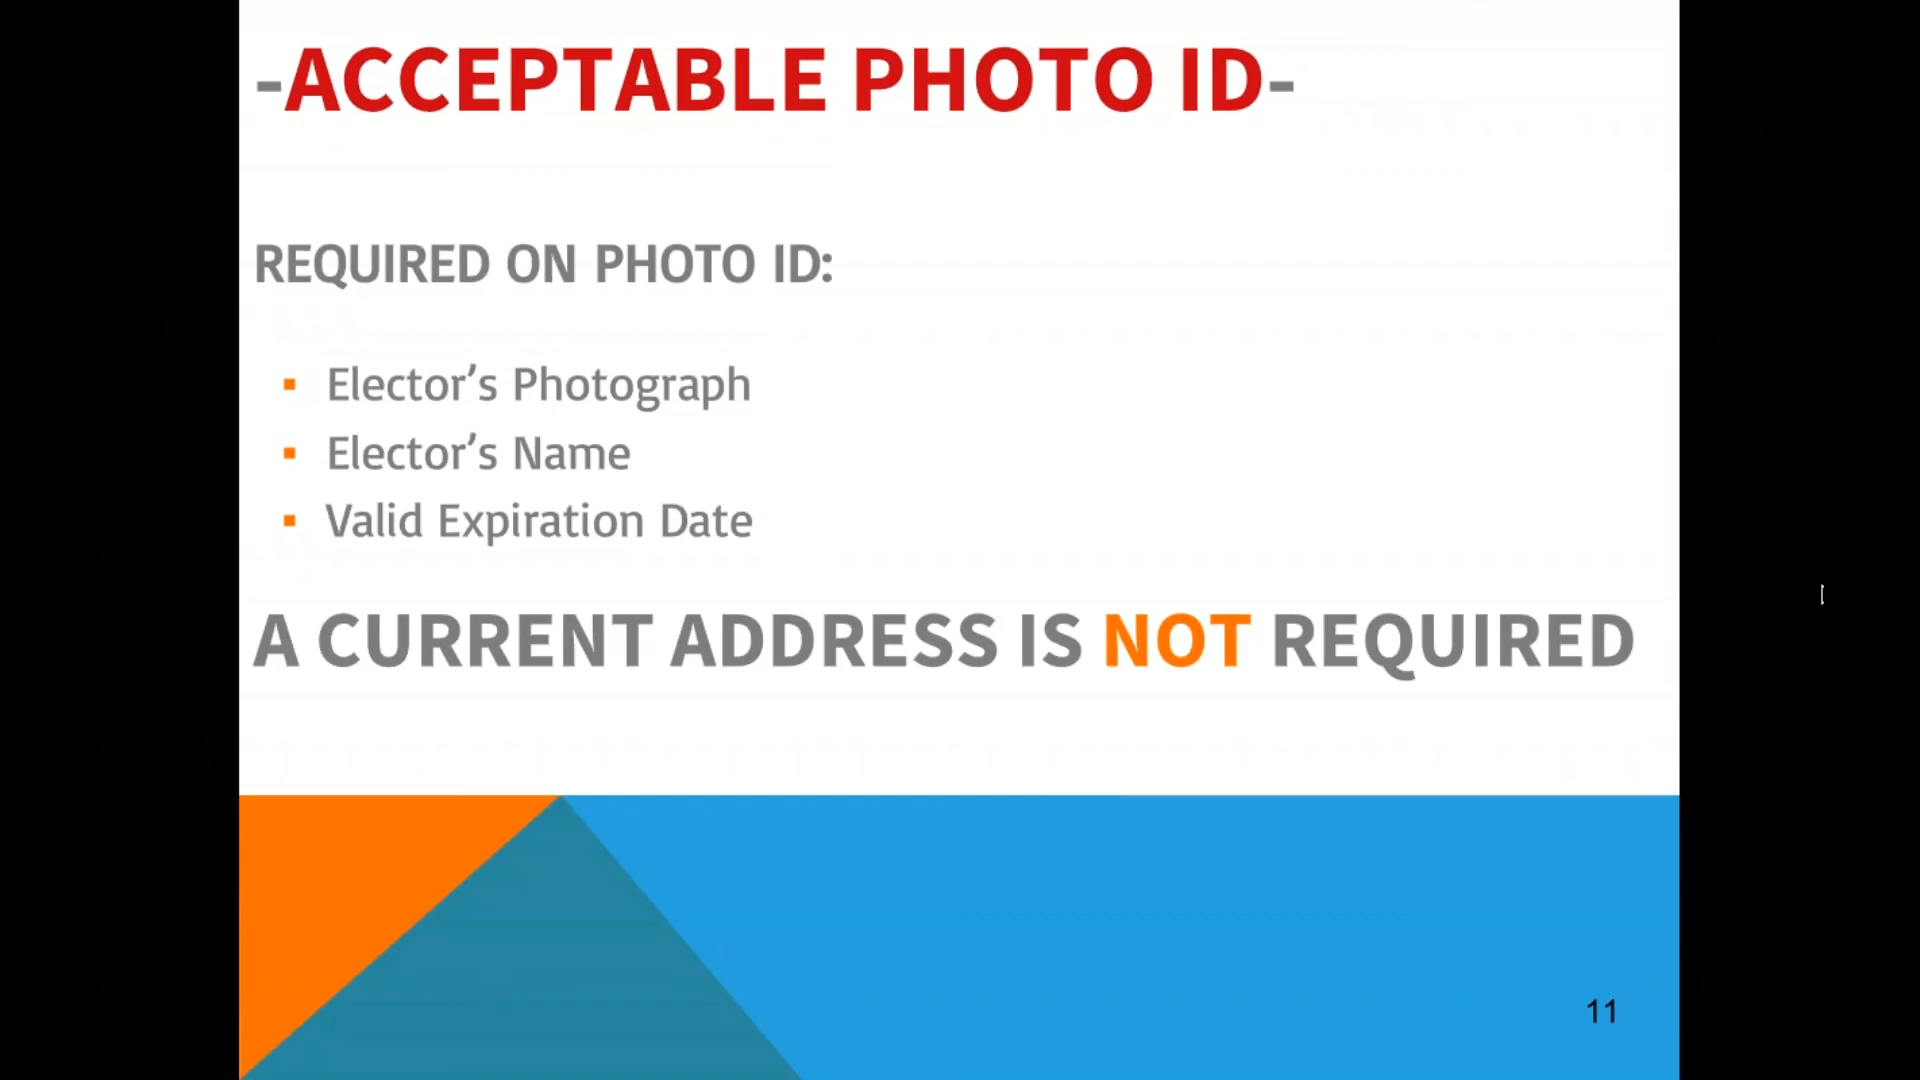 -ACCEPTABLE PHOTO ID-
REQUIRED ON PHOTO ID:
▪ Elector’s Photograph
▪ Elector’s Name
▪ Valid Expiration Date
A CURRENT ADDRESS IS NOT REQUIRED
11